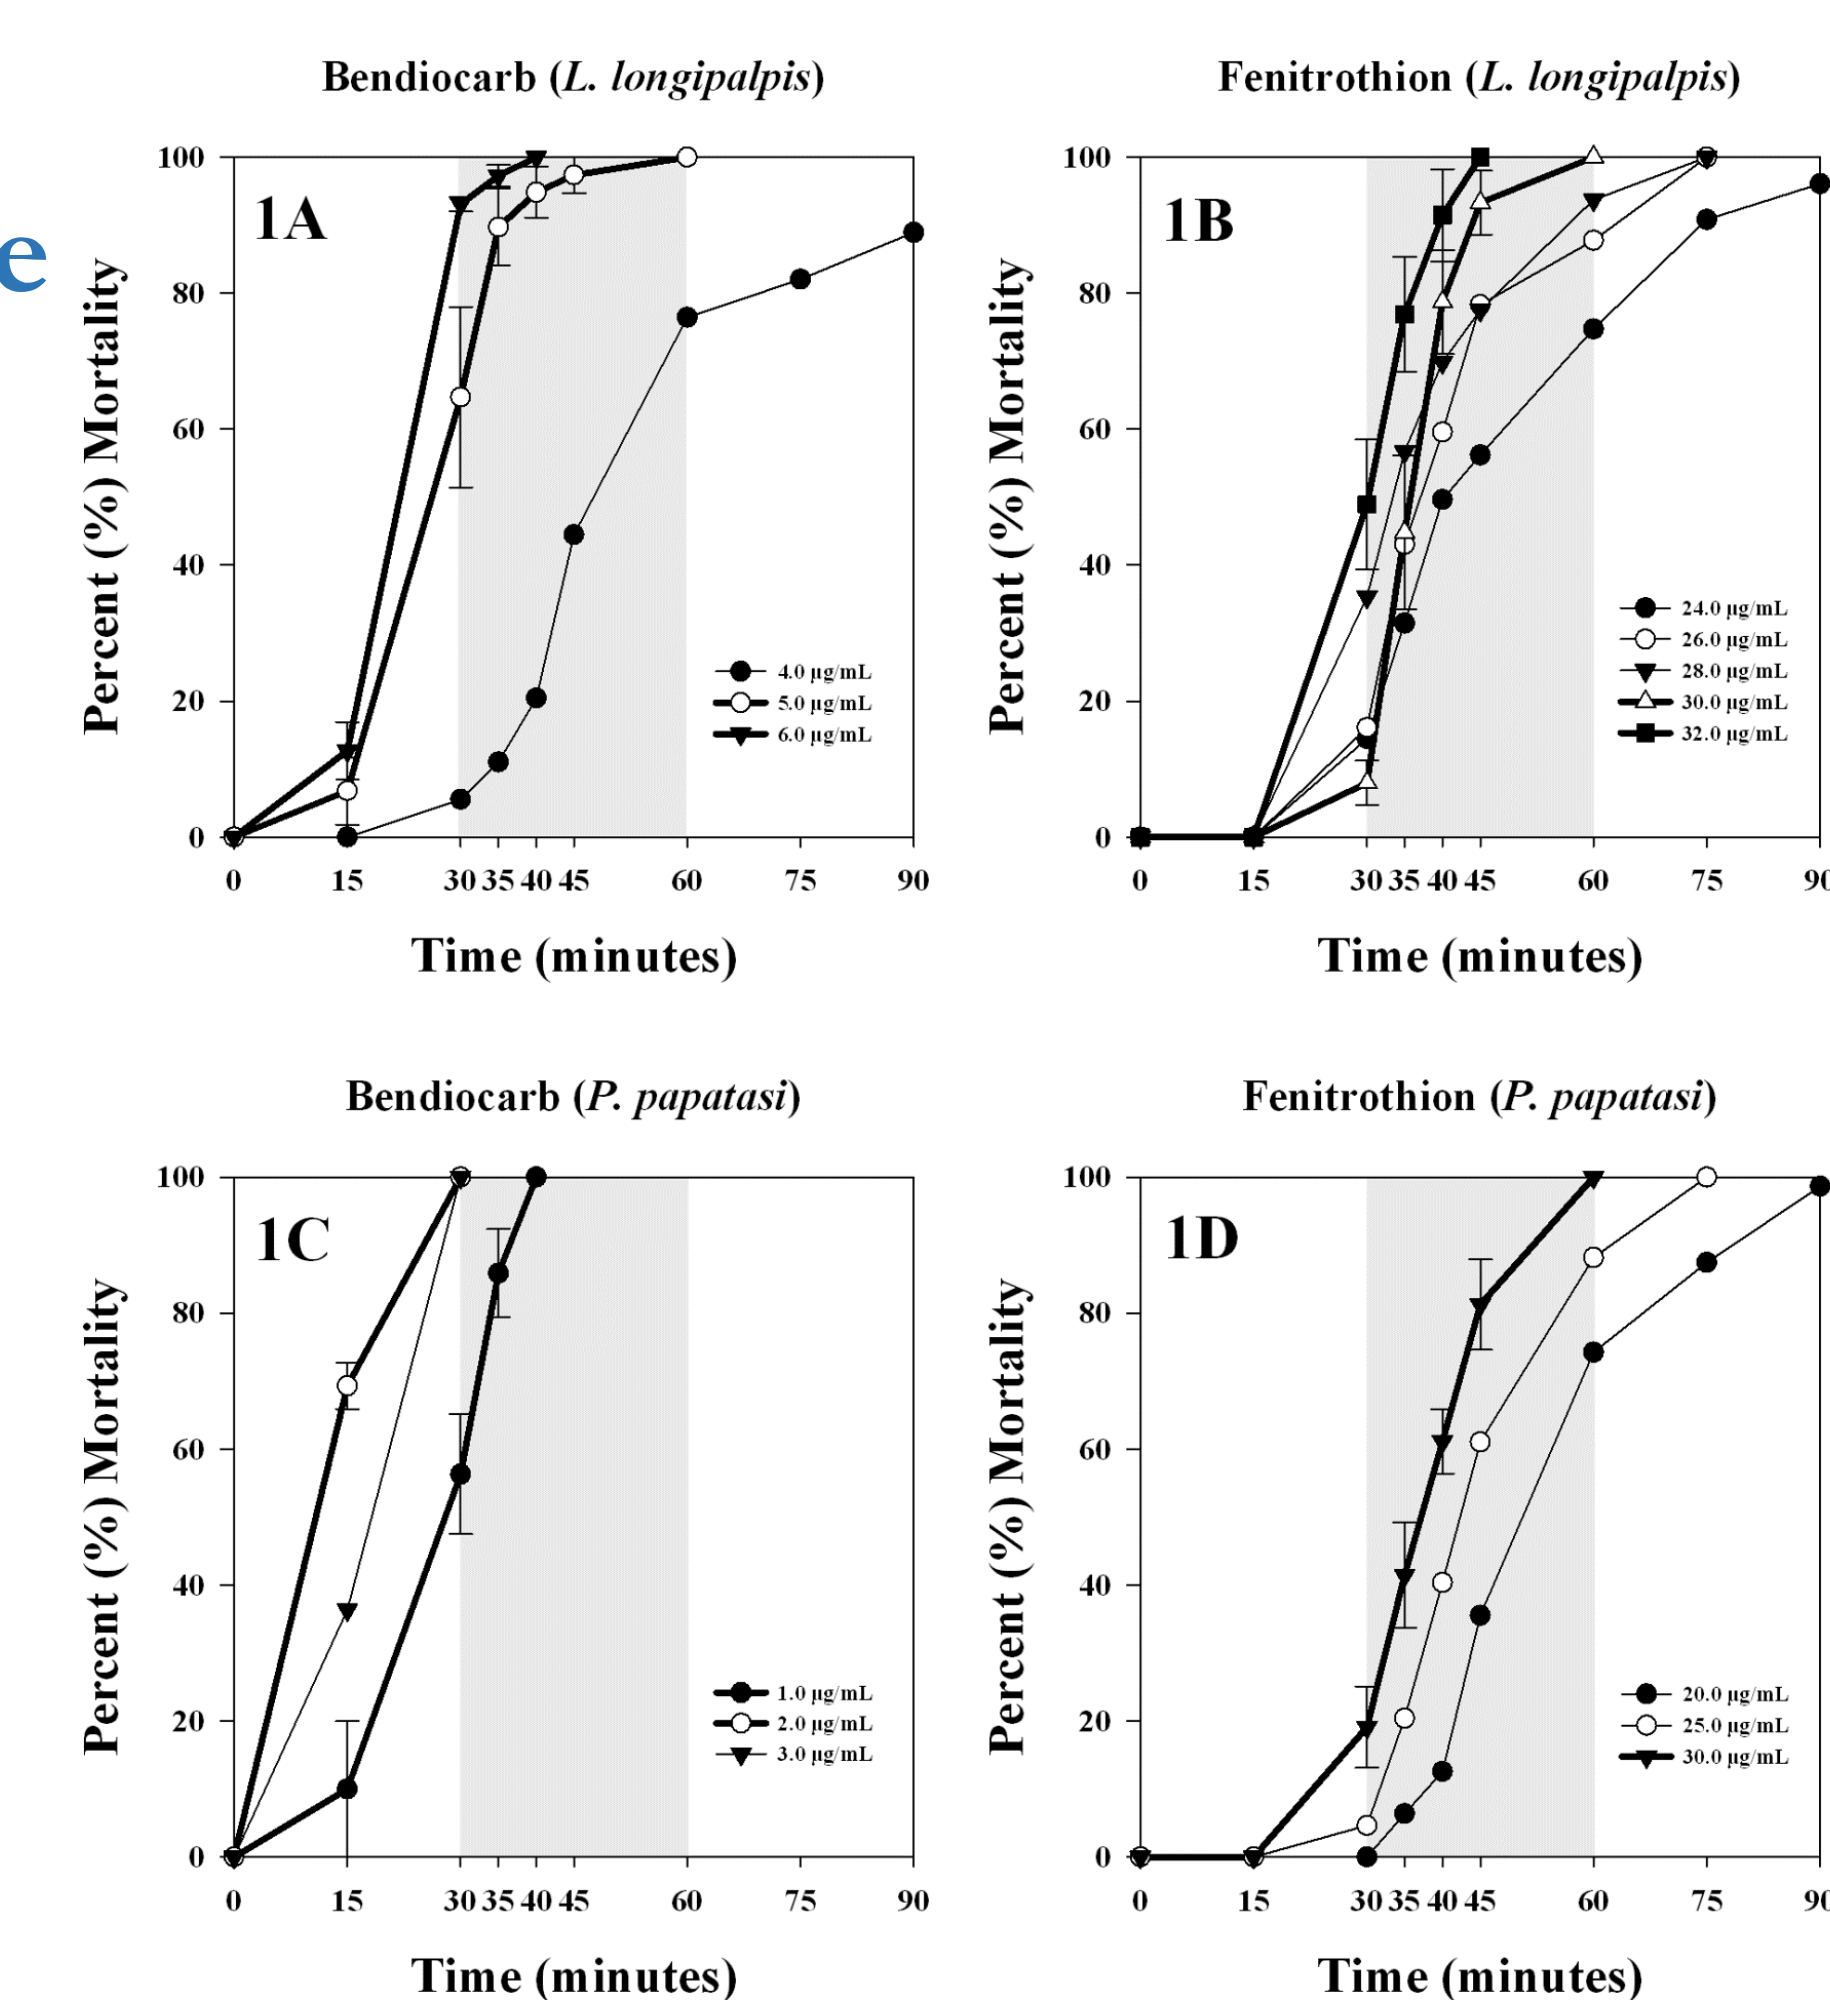 e
Bendiocarb (L. longipalpis)
Percent (%) Mortality
100
80
60
40
20
0
1A
4.0 µg/mL
5.0 µg/mL
6.0 µg/mL
0 15 30 35 40 45 60 75 90
Time (minutes)
Fenitrothion (L. longipalpis)
Percent (%) Mortality
100
80
60
40
20
0
1B
24.0 µg/mL
26.0 µg/mL
28.0 µg/mL
30.0 µg/mL
32.0 µg/mL
0 15 30 35 40 45 60 75 90
Time (minutes)
Bendiocarb (P. papatasi)
Percent (%) Mortality
100
80
60
40
20
0
1C
1.0 µg/mL
2.0 µg/mL
3.0 µg/mL
0 15 30 35 40 45 60 75 90
Time (minutes)
Fenitrothion (P. papatasi)
Percent (%) Mortality
100
80
60
40
20
0
1D
20.0 µg/mL
25.0 µg/mL
30.0 µg/mL
0 15 30 35 40 45 60 75 90
Time (minutes)